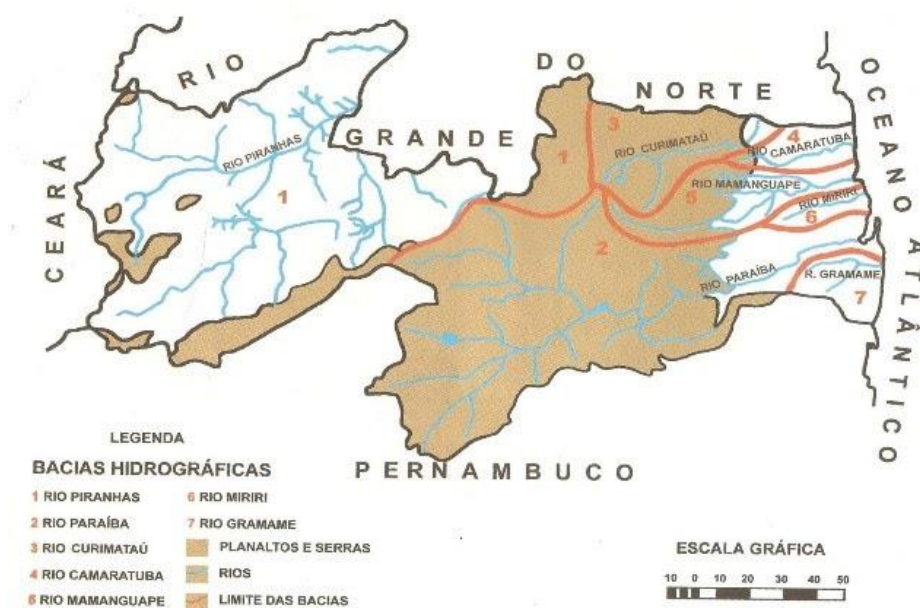 RIO
GRANDE
DO
NORTE
CEARÁ
OCEANO ATLÂNTICO
PERNAMBUCO
RIO PIRANHAS
1
1
3
RIO CURIMATAÚ
4
RIO CAMARATUBA
RIO MAMANGUAPE
5
RIO MIRIRI
6
2
RIO PARAÍBA
R. GRAMAME
7
LEGENDA
BACIAS HIDROGRÁFICAS
1 RIO PIRANHAS
2 RIO PARAÍBA
3 RIO CURIMATAÚ
4 RIO CAMARATUBA
6 RIO MAMANGUAPE
6 RIO MIRIRI
7 RIO GRAMAME
PLANALTOS E SERRAS
RIOS
LIMITE DAS BACIAS
ESCALA GRÁFICA
10 0 10 20 30 40 50